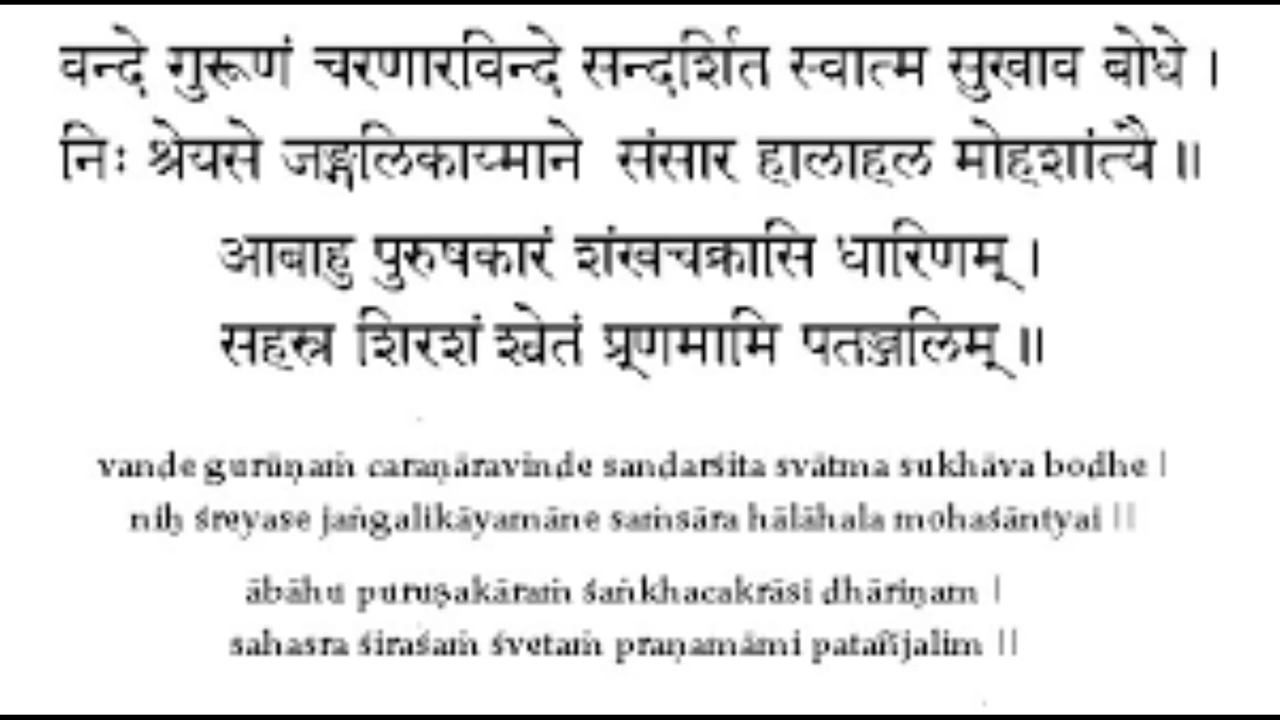 वन्दे गुरूणं चरणारविन्दे सन्दर्शित स्वात्म सुखाव बोधे ।
निः श्रेयसे जङ्गलिकाय्माने संसार हालाहल मोहशांत्यै ॥
आबाहु पुरुषकारं शंखचक्रासि धारिणम् ।
सहस्र शिरशं श्वेतं प्रणमामि पतञ्जलिम् ॥
vande gurūṇaṁ caraṇāravinde sandarśita svātma sukhāva bodhe |
niḥ śreyase jaṅgalikāyamāne saṁsāra hālāhala mohaśāntyai ||
ābāhu puruṣakāraṁ śaṅkhacakrāsi dhāriṇam |
sahasra śiraśaṁ śvetaṁ praṇamāmi patañjalim ||